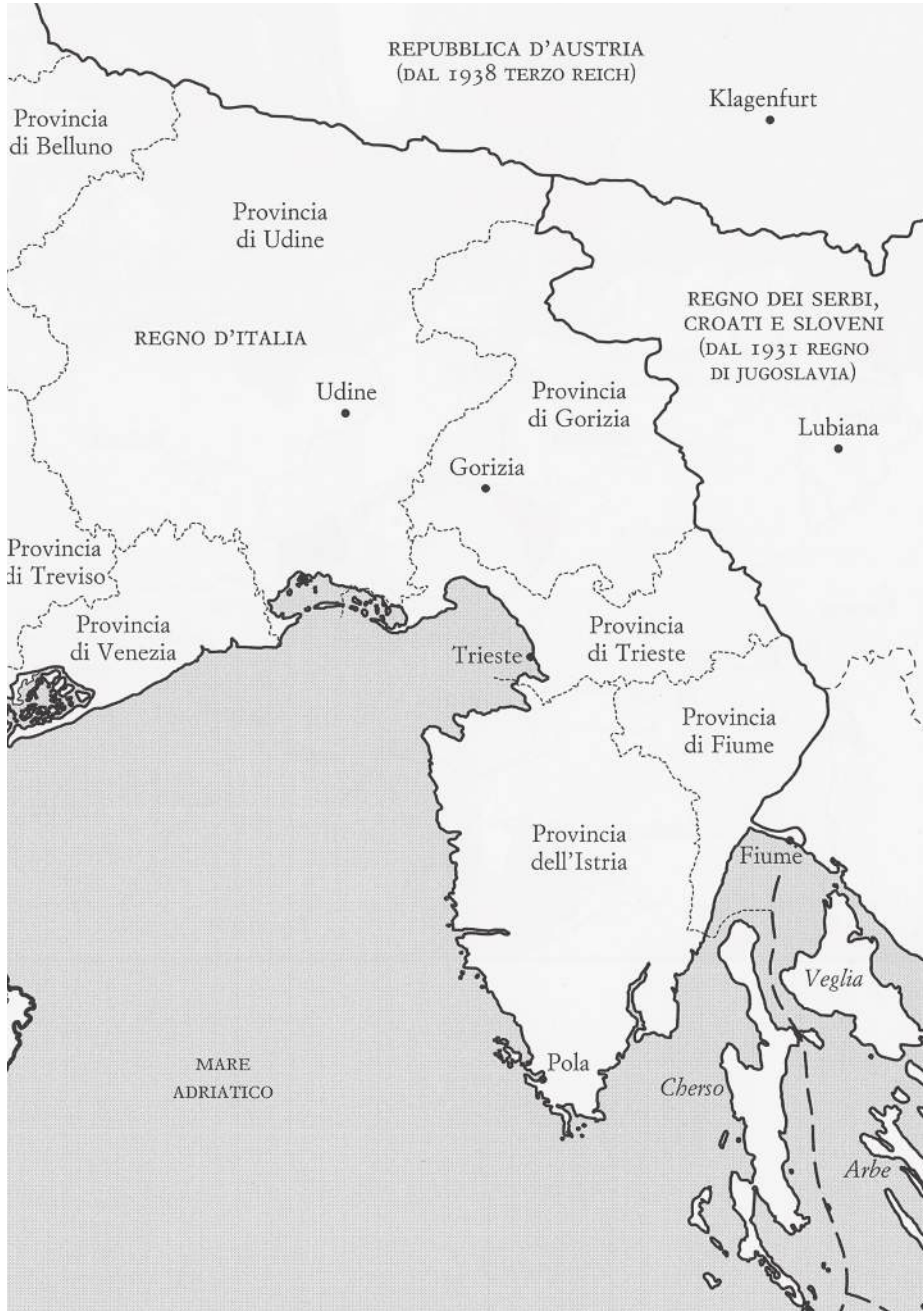 REPUBBLICA D'AUSTRIA
(DAL 1938 TERZO REICH)
Klagenfurt
Provincia
di Belluno
Provincia
di Udine
REGNO D'ITALIA
REGNO DEI SERBI,
CROATI E SLOVENI
(DAL 1931 REGNO
DI JUGOSLAVIA)
Udine
Provincia
di Gorizia
Lubiana
Gorizia
Provincia
di Treviso
Provincia
di Venezia
Trieste
Provincia
di Trieste
Provincia
di Fiume
Provincia
dell'Istria
Fiume
Veglia
MARE
ADRIATICO
Pola
Cherso
Arbe